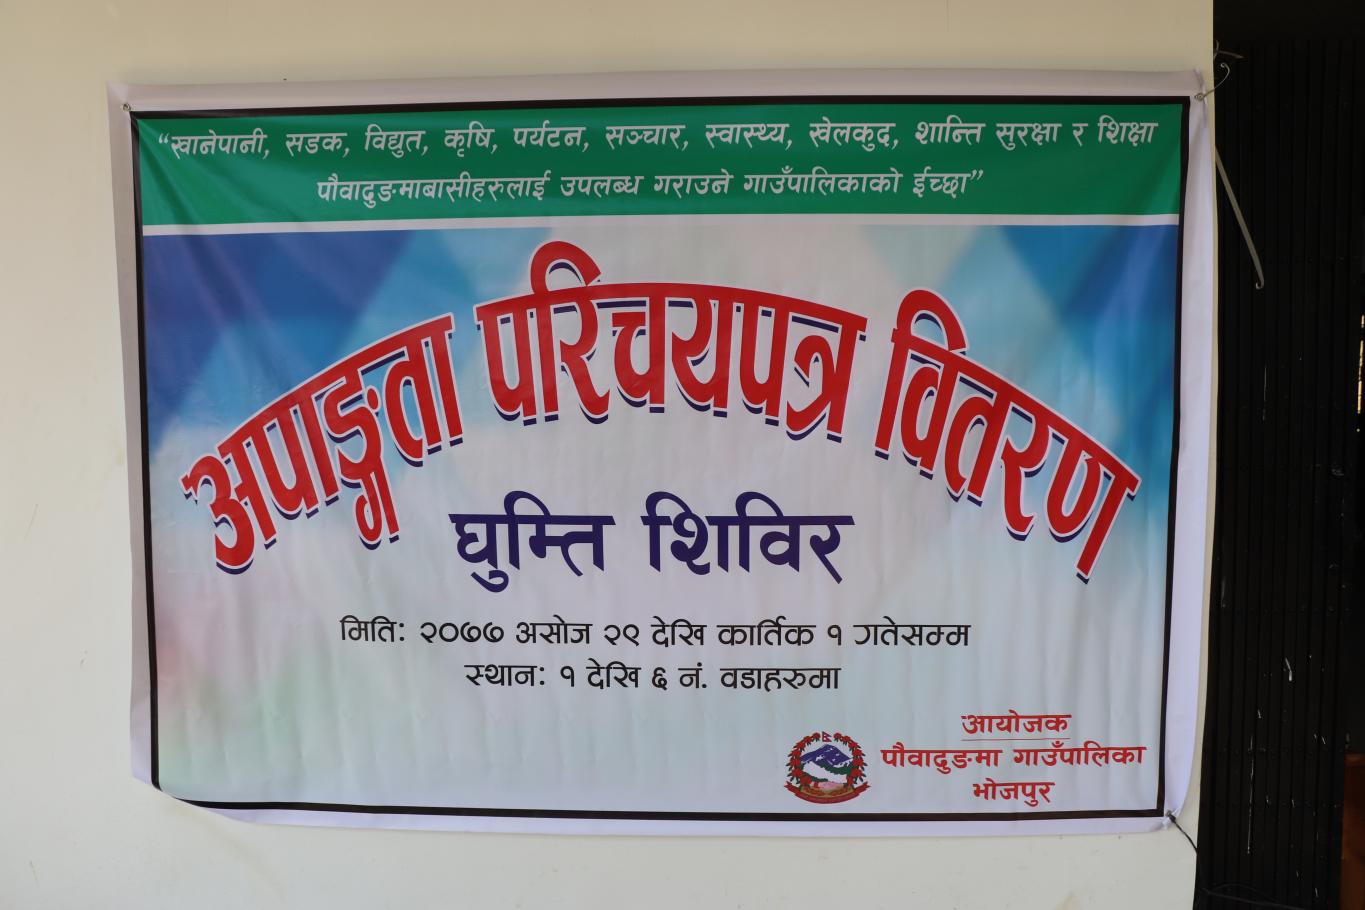 “खानेपानी, सडक, विद्युत, कृषि, पर्यटन, सञ्चार, स्वास्थ्य, खेलकुद, शान्ति सुरक्षा र शिक्षा
पौवादुङमाबासीहरुलाई उपलब्ध गराउने गाउँपालिकाको ईच्छा”
अपाङ्गता परिचयपत्र वितरण
घुम्ति शिविर
मिति: २०७७ असोज २९ देखि कार्तिक १ गतेसम्म
स्थान: १ देखि ६ नं. वडाहरुमा
आयोजक
पौवादुङमा गाउँपालिका
भोजपुर